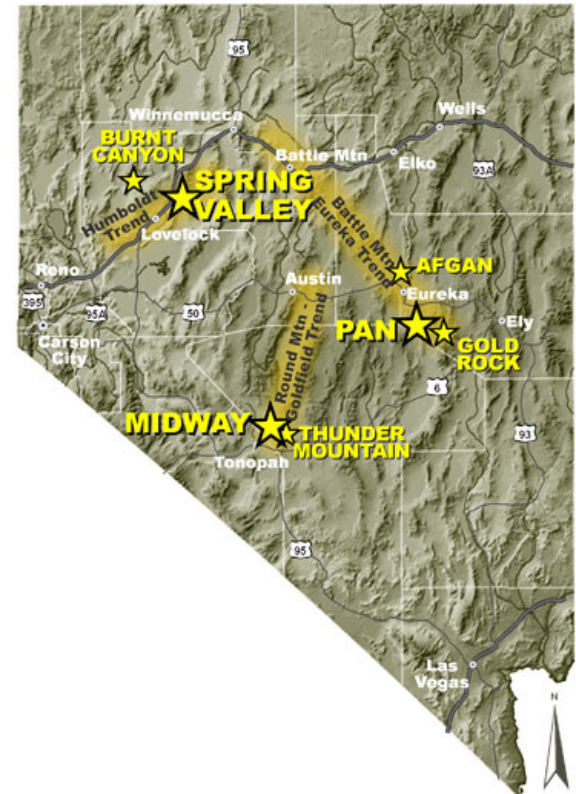 95
Winnemucca
Wells
BURNT
CANYON
Battle Mtn
Elko
93A
SPRING
VALLEY
Humboldt
Trend
Lovelock
Battle Mtn
Eureka Trend
AFGAN
Reno
Austin
Eureka
395
95A
50
Ely
Carson
City
PAN
GOLD
ROCK
Round Mtn
Goldfield Trend
6
MIDWAY
THUNDER
MOUNTAIN
93
Tonopah
95
Las
Vogas
N